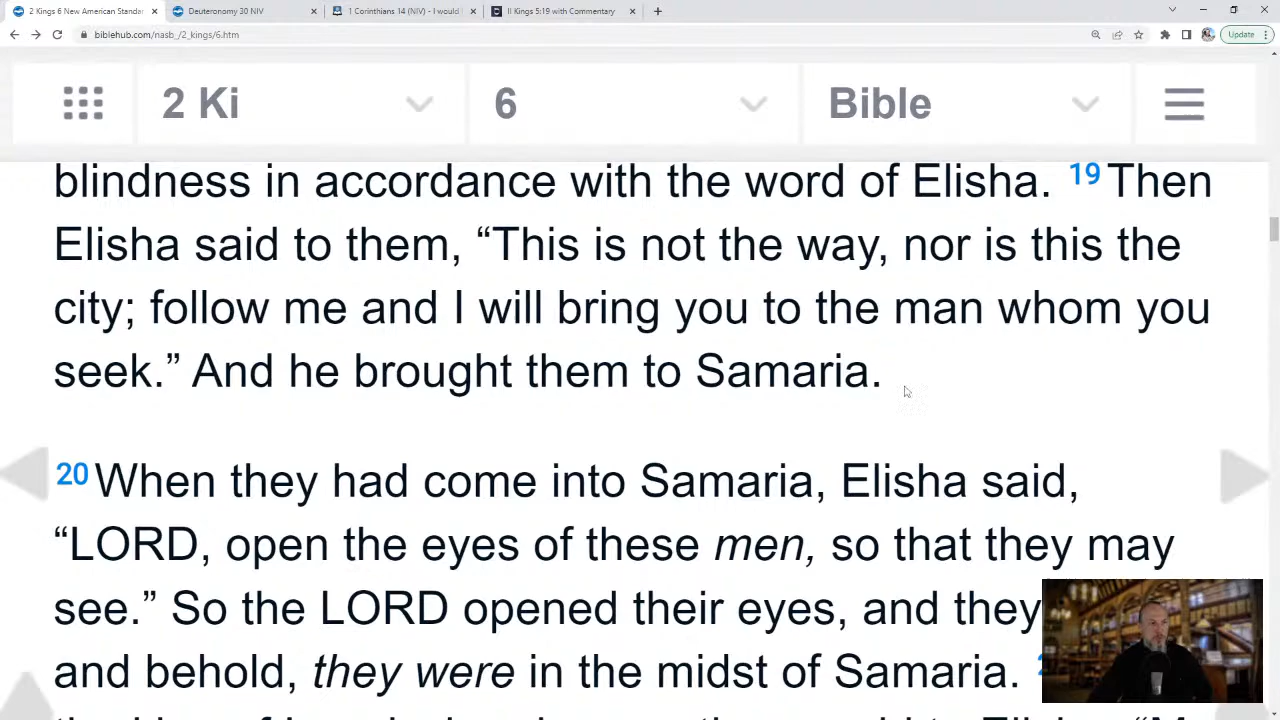 2 Kings 6 New American Standar
Deuteronomy 30 NIV
1 Corinthians 14 (NIV) - I would
II Kings 5:19 with Commentary
biblehub.com/nasb_/2_kings/6.htm
Update
2 Ki
6
Bible
blindness in accordance with the word of Elisha. 19 Then
Elisha said to them, “This is not the way, nor is this the
city; follow me and I will bring you to the man whom you
seek.” And he brought them to Samaria.
20 When they had come into Samaria, Elisha said,
“LORD, open the eyes of these men, so that they may
see.” So the LORD opened their eyes, and they
and behold, they were in the midst of Samaria.